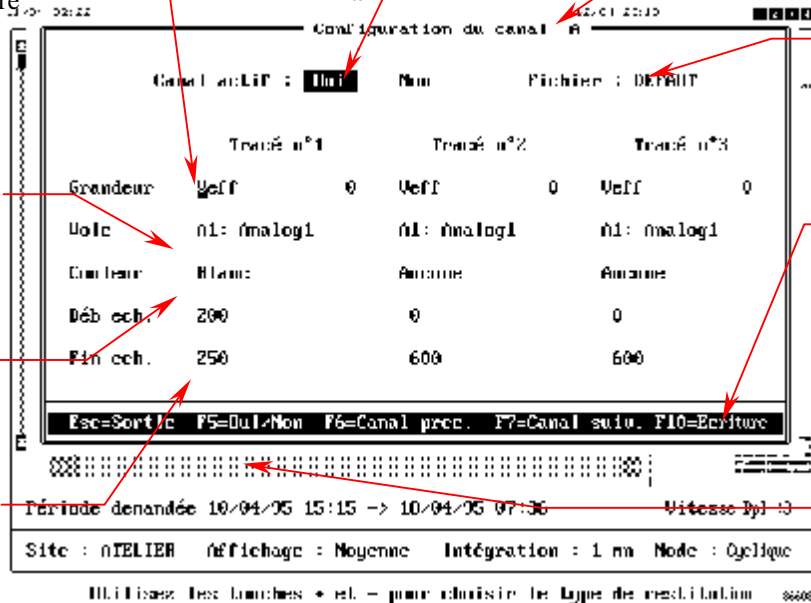 Configuration du canal A
Canal actif : Oui Non Fichier : DEFAUT
Tracé n°1 Tracé n°2 Tracé n°3
Grandeur Veff 0 Veff 0 Veff 0
Voie A1: Analog1 A1: Analog1 A1: Analog1
Couleur Blanc Aucune Aucune
Déb ech. 200 0 0
Fin ech. 250 600 600
Esc=Sortie F5=Oui/Non F6=Canal prec. F7=Canal suiv. F10=Ecriture
Période demandée 10/04/95 15:15 -> 10/04/95 07:36 Vitesse Dpl :3
Site : ATELIER Affichage : Moyenne Intégration : 1 mn Mode : Cyclique
Utilisez les touches + et - pour choisir le type de restitution